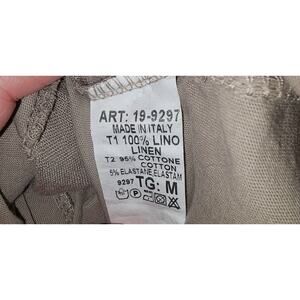 ART: 19-9297
MADE IN ITALY
T1 100% LINO
LINEN
T2 95% COTTONE
COTTON
5% ELASTANE ELASTAM
9297 TG: M